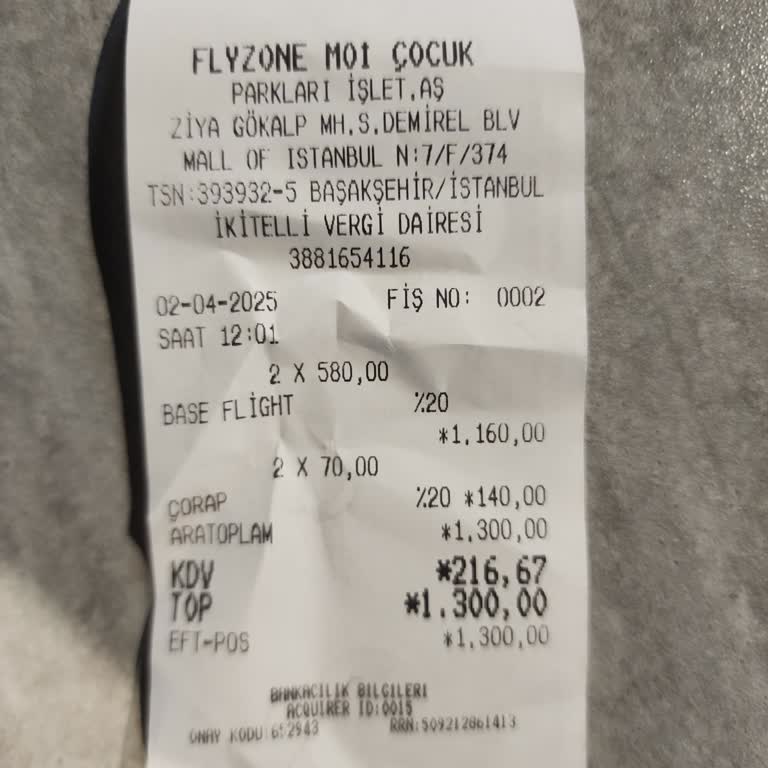 FLYZONE MOI ÇOCUK
PARKLARI İŞLET.AŞ
ZİYA GÖKALP MH.S.DEMİREL BLV
MALL OF ISTANBUL N:7/F/374
TSN:393932-5 BAŞAKŞEHİR/İSTANBUL
İKİTELLİ VERGİ DAİRESİ
3881654116
02-04-2025 FİŞ NO: 0002
SAAT 12:01
2 X 580,00
BASE FLİGHT %20
*1.160,00
2 X 70,00
ÇORAP %20 *140,00
ARATOPLAM *1.300,00
KDV *216,67
TOP *1.300,00
EFT-POS *1.300,00
BANKACILIK BILGILERI
ACQUIRER ID:0015
ONAY KODU:652943 RRN:509212861413